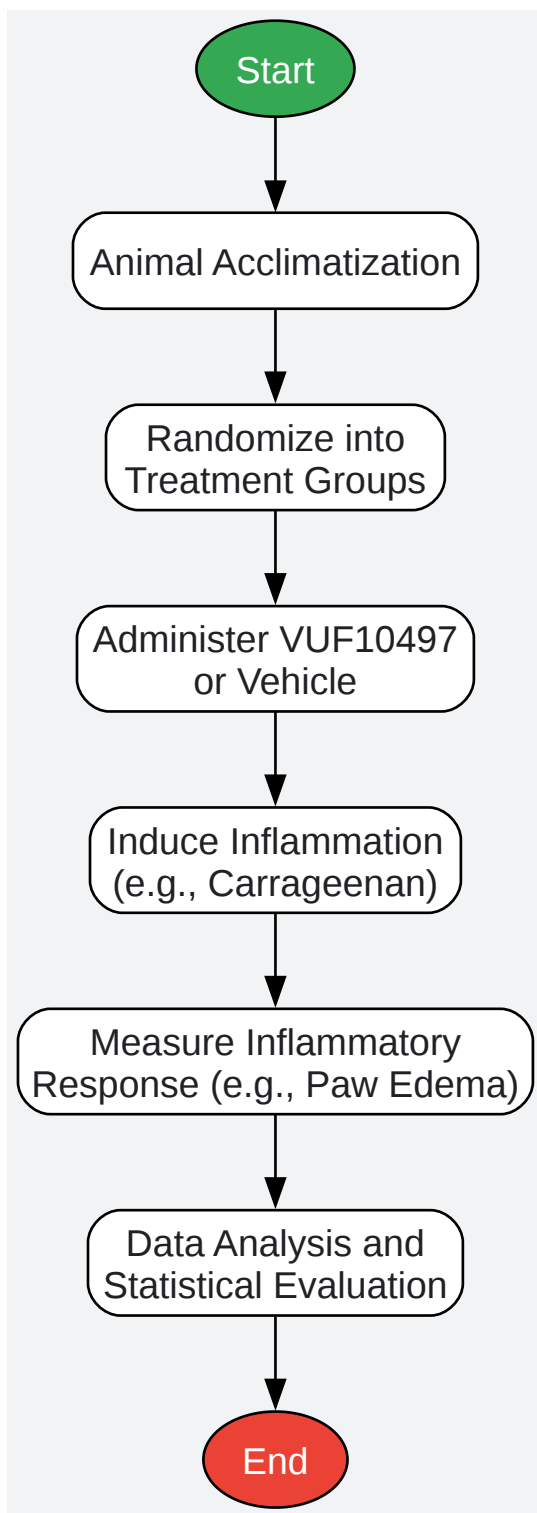 Start
Animal Acclimatization
Randomize into
Treatment Groups
Administer VUF10497
or Vehicle
Induce Inflammation
(e.g., Carrageenan)
Measure Inflammatory
Response (e.g., Paw Edema)
Data Analysis and
Statistical Evaluation
End